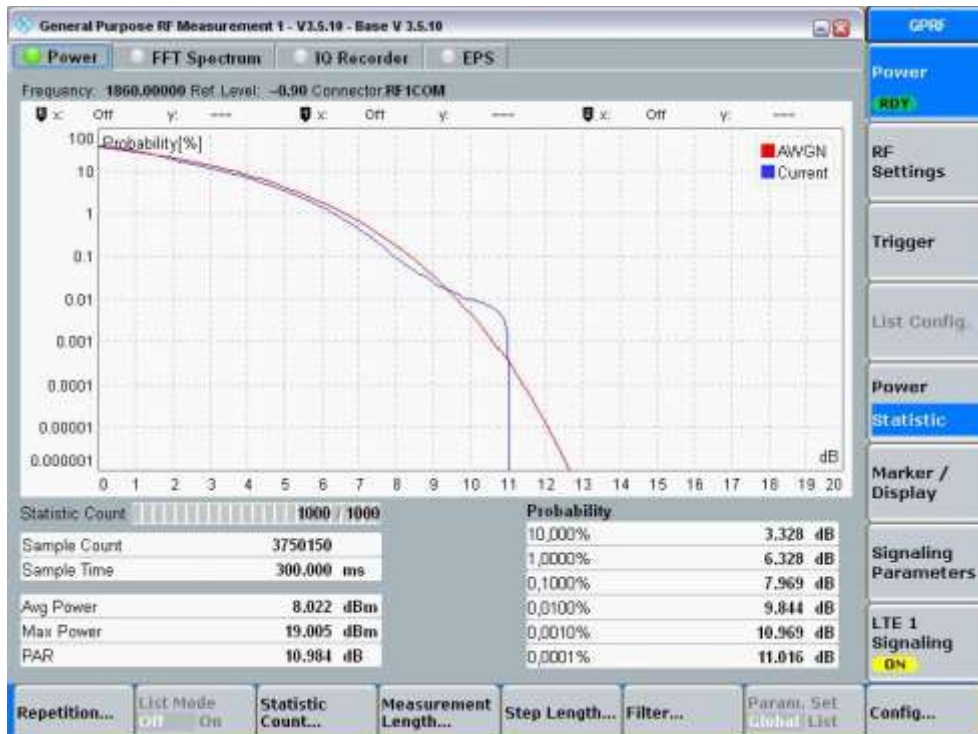 General Purpose RF Measurement 1 - V3.5.10 - Base V 3.5.10
GPRF
Power FFT Spectrum IQ Recorder EPS
Frequency: 1860.00000 Ref. Level: -0.90 Connector: RF1COM
x: Off y: --- x: Off y: --- x: Off y: ---
Probability[%]
AWGN
Current
100
10
1
0.1
0.01
0.001
0.0001
0.00001
0.000001
dB
0 1 2 3 4 5 6 7 8 9 10 11 12 13 14 15 16 17 18 19 20
Statistic Count 1000 / 1000
Sample Count 3750150
Sample Time 300.000 ms
Avg Power 8.022 dBm
Max Power 19.005 dBm
PAR 10.984 dB
Probability
10,000% 3.328 dB
1,0000% 6.328 dB
0,1000% 7.969 dB
0,0100% 9.844 dB
0,0010% 10.969 dB
0,0001% 11.016 dB
Power
RDY
RF
Settings
Trigger
List Config.
Power
Statistic
Marker /
Display
Signaling
Parameters
LTE 1
Signaling
ON
Repetition...
List Mode
Off On
Statistic
Count...
Measurement
Length...
Step Length...
Filter...
Param. Set
Global List
Config...